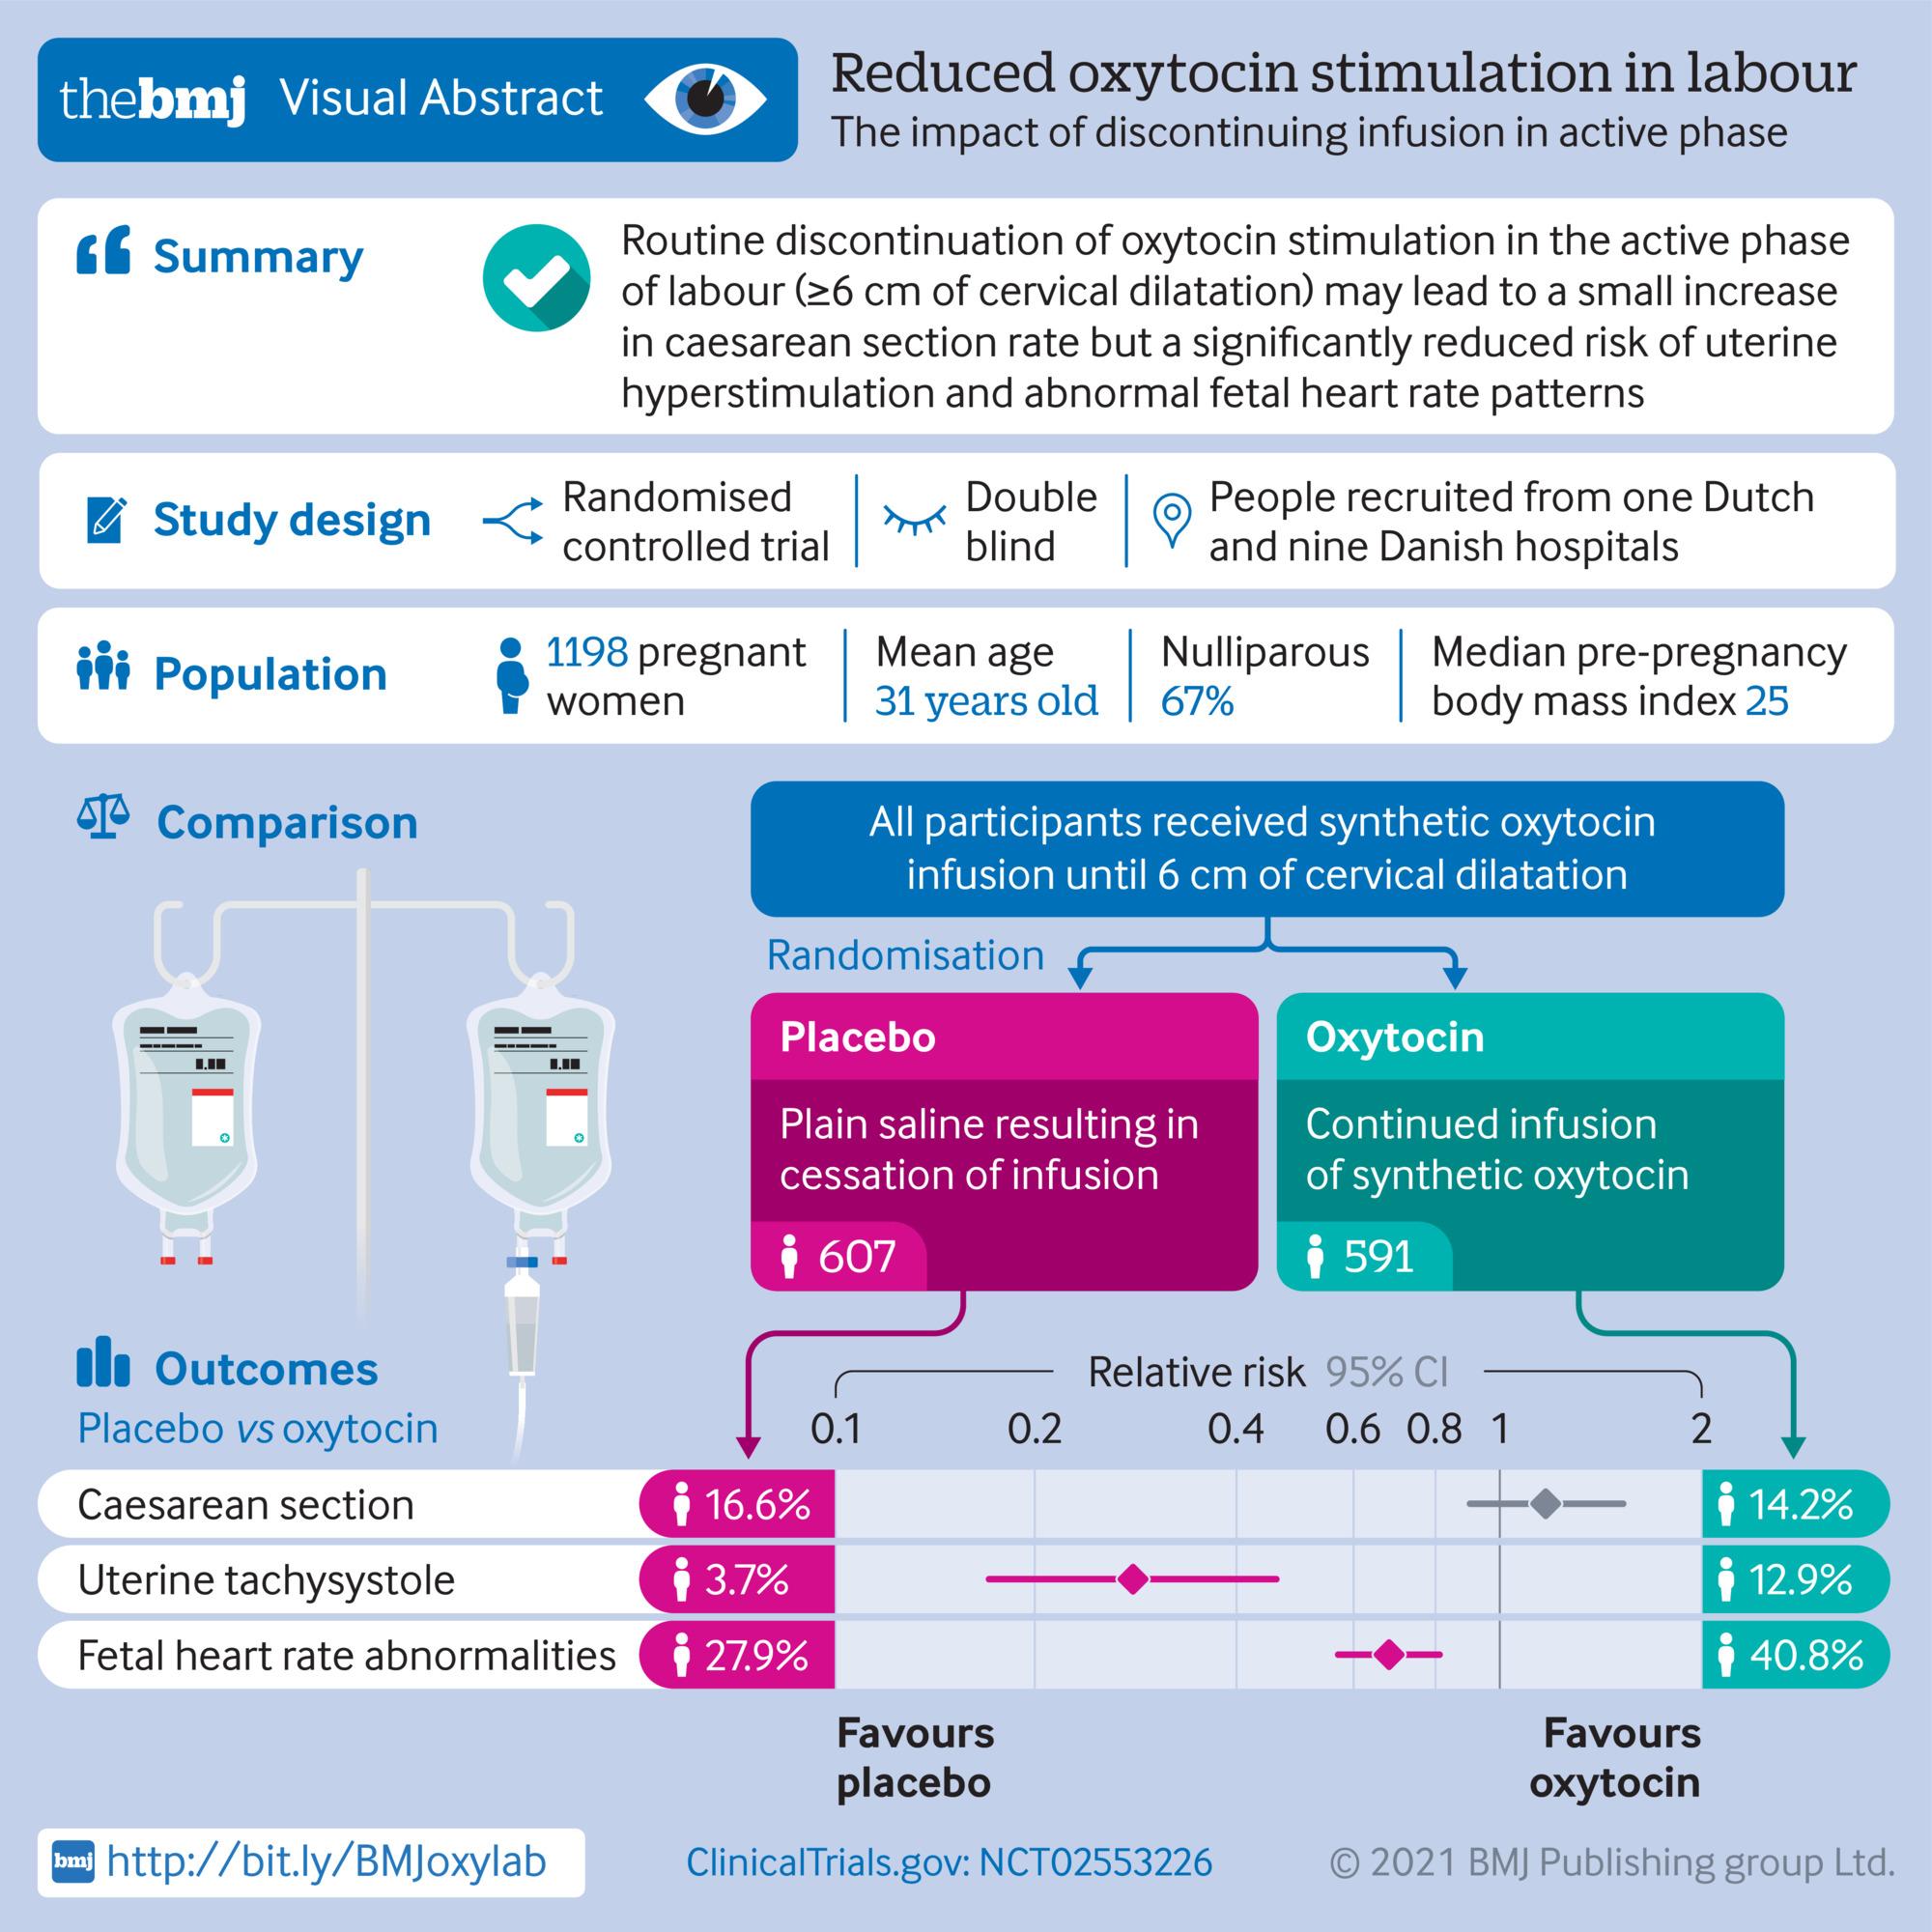 thebmj Visual Abstract
Reduced oxytocin stimulation in labour
The impact of discontinuing infusion in active phase
Summary
Routine discontinuation of oxytocin stimulation in the active phase
of labour (≥6 cm of cervical dilatation) may lead to a small increase
in caesarean section rate but a significantly reduced risk of uterine
hyperstimulation and abnormal fetal heart rate patterns
Study design
Randomised
controlled trial
Double
blind
People recruited from one Dutch
and nine Danish hospitals
Population
1198 pregnant
women
Mean age
31 years old
Nulliparous
67%
Median pre-pregnancy
body mass index 25
Comparison
All participants received synthetic oxytocin
infusion until 6 cm of cervical dilatation
Randomisation
Placebo
Plain saline resulting in
cessation of infusion
607
Oxytocin
Continued infusion
of synthetic oxytocin
591
Outcomes
Placebo vs oxytocin
Relative risk 95% CI
0.1 0.2 0.4 0.6 0.8 1 2
Caesarean section 16.6% 14.2%
Uterine tachysystole 3.7% 12.9%
Fetal heart rate abnormalities 27.9% 40.8%
Favours
placebo
Favours
oxytocin
bmj http://bit.ly/BMJoxylab
ClinicalTrials.gov: NCT02553226
© 2021 BMJ Publishing group Ltd.